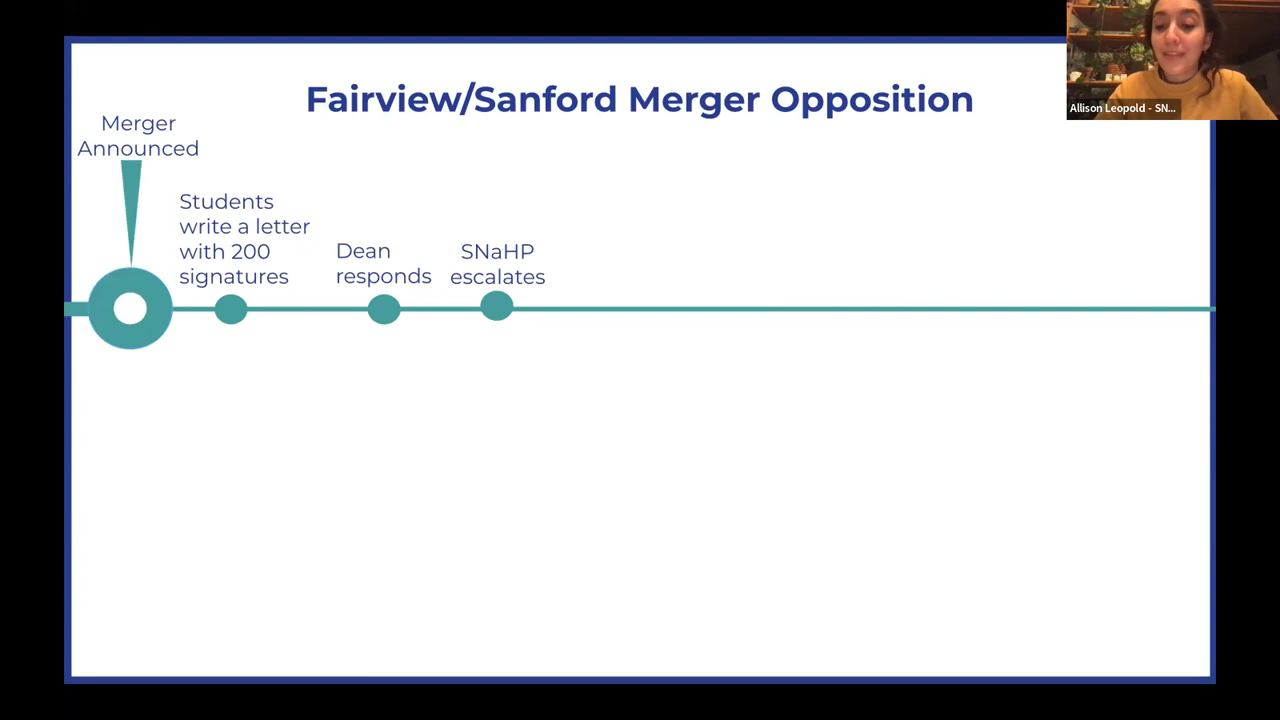 Fairview/Sanford Merger Opposition
Merger
Announced
Students
write a letter
with 200
signatures
Dean
responds
SNaHP
escalates
Allison Leopold - SN...